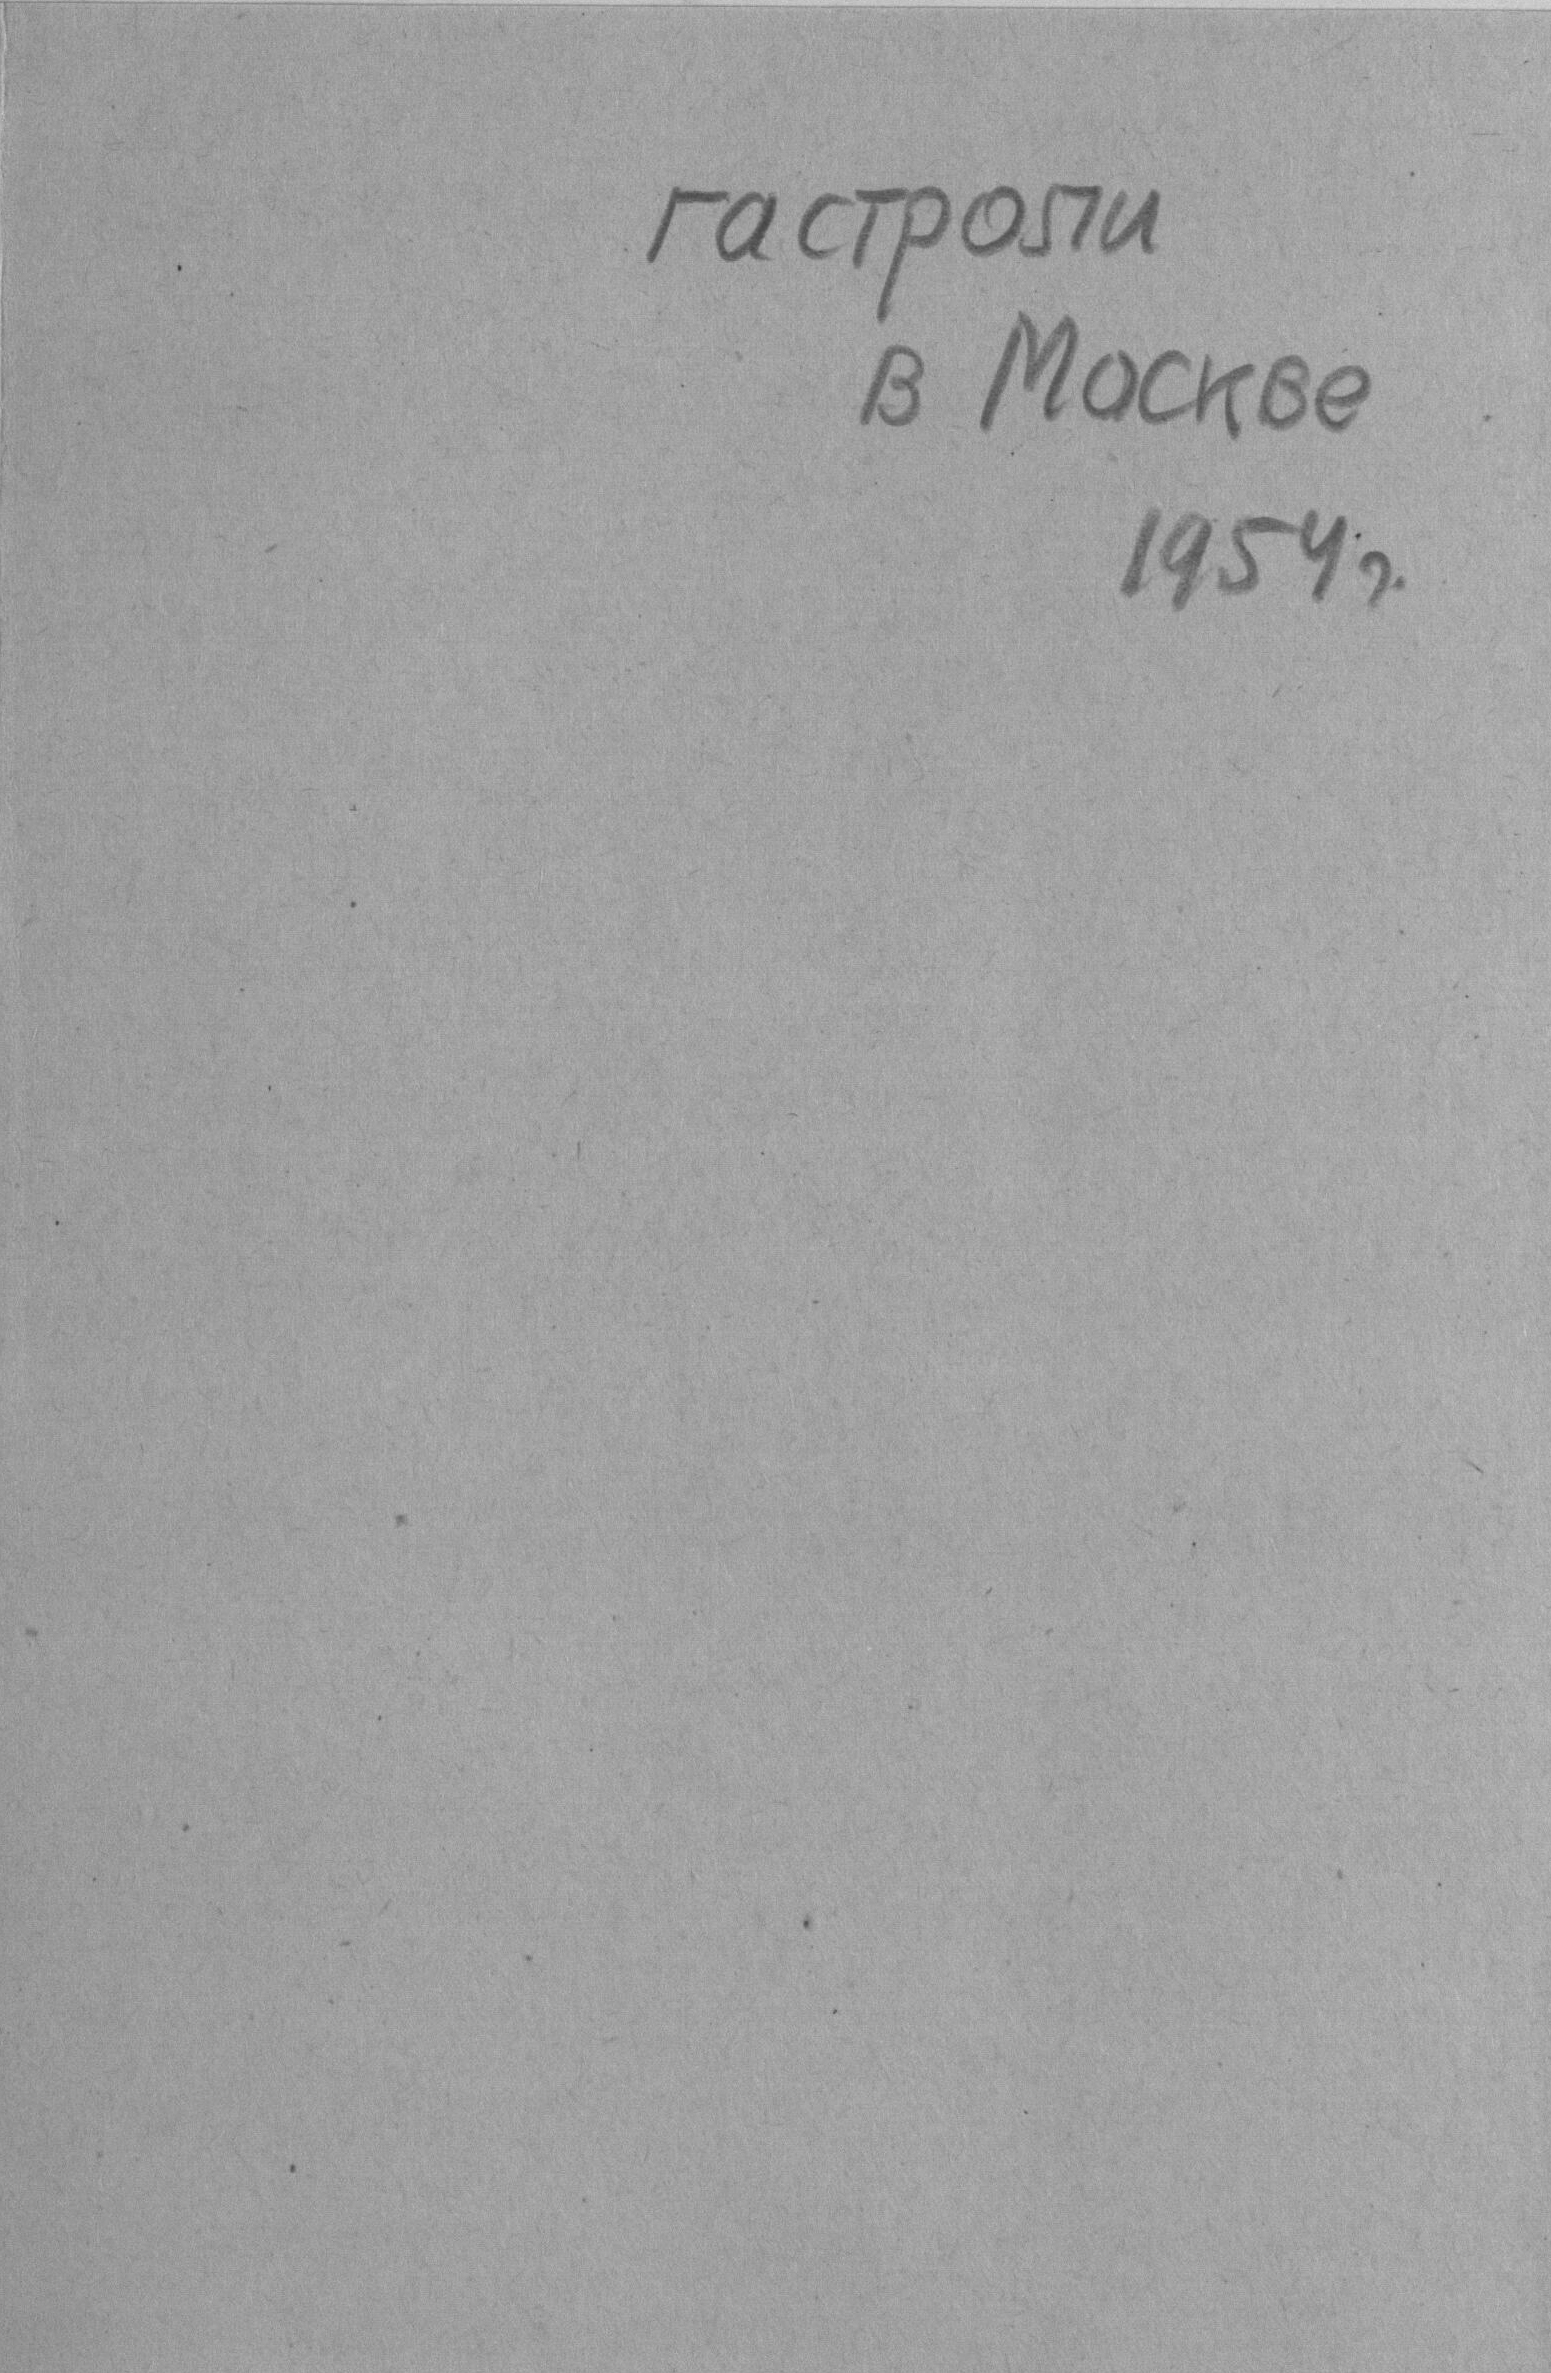 гастроли
в Москве
1954 г.